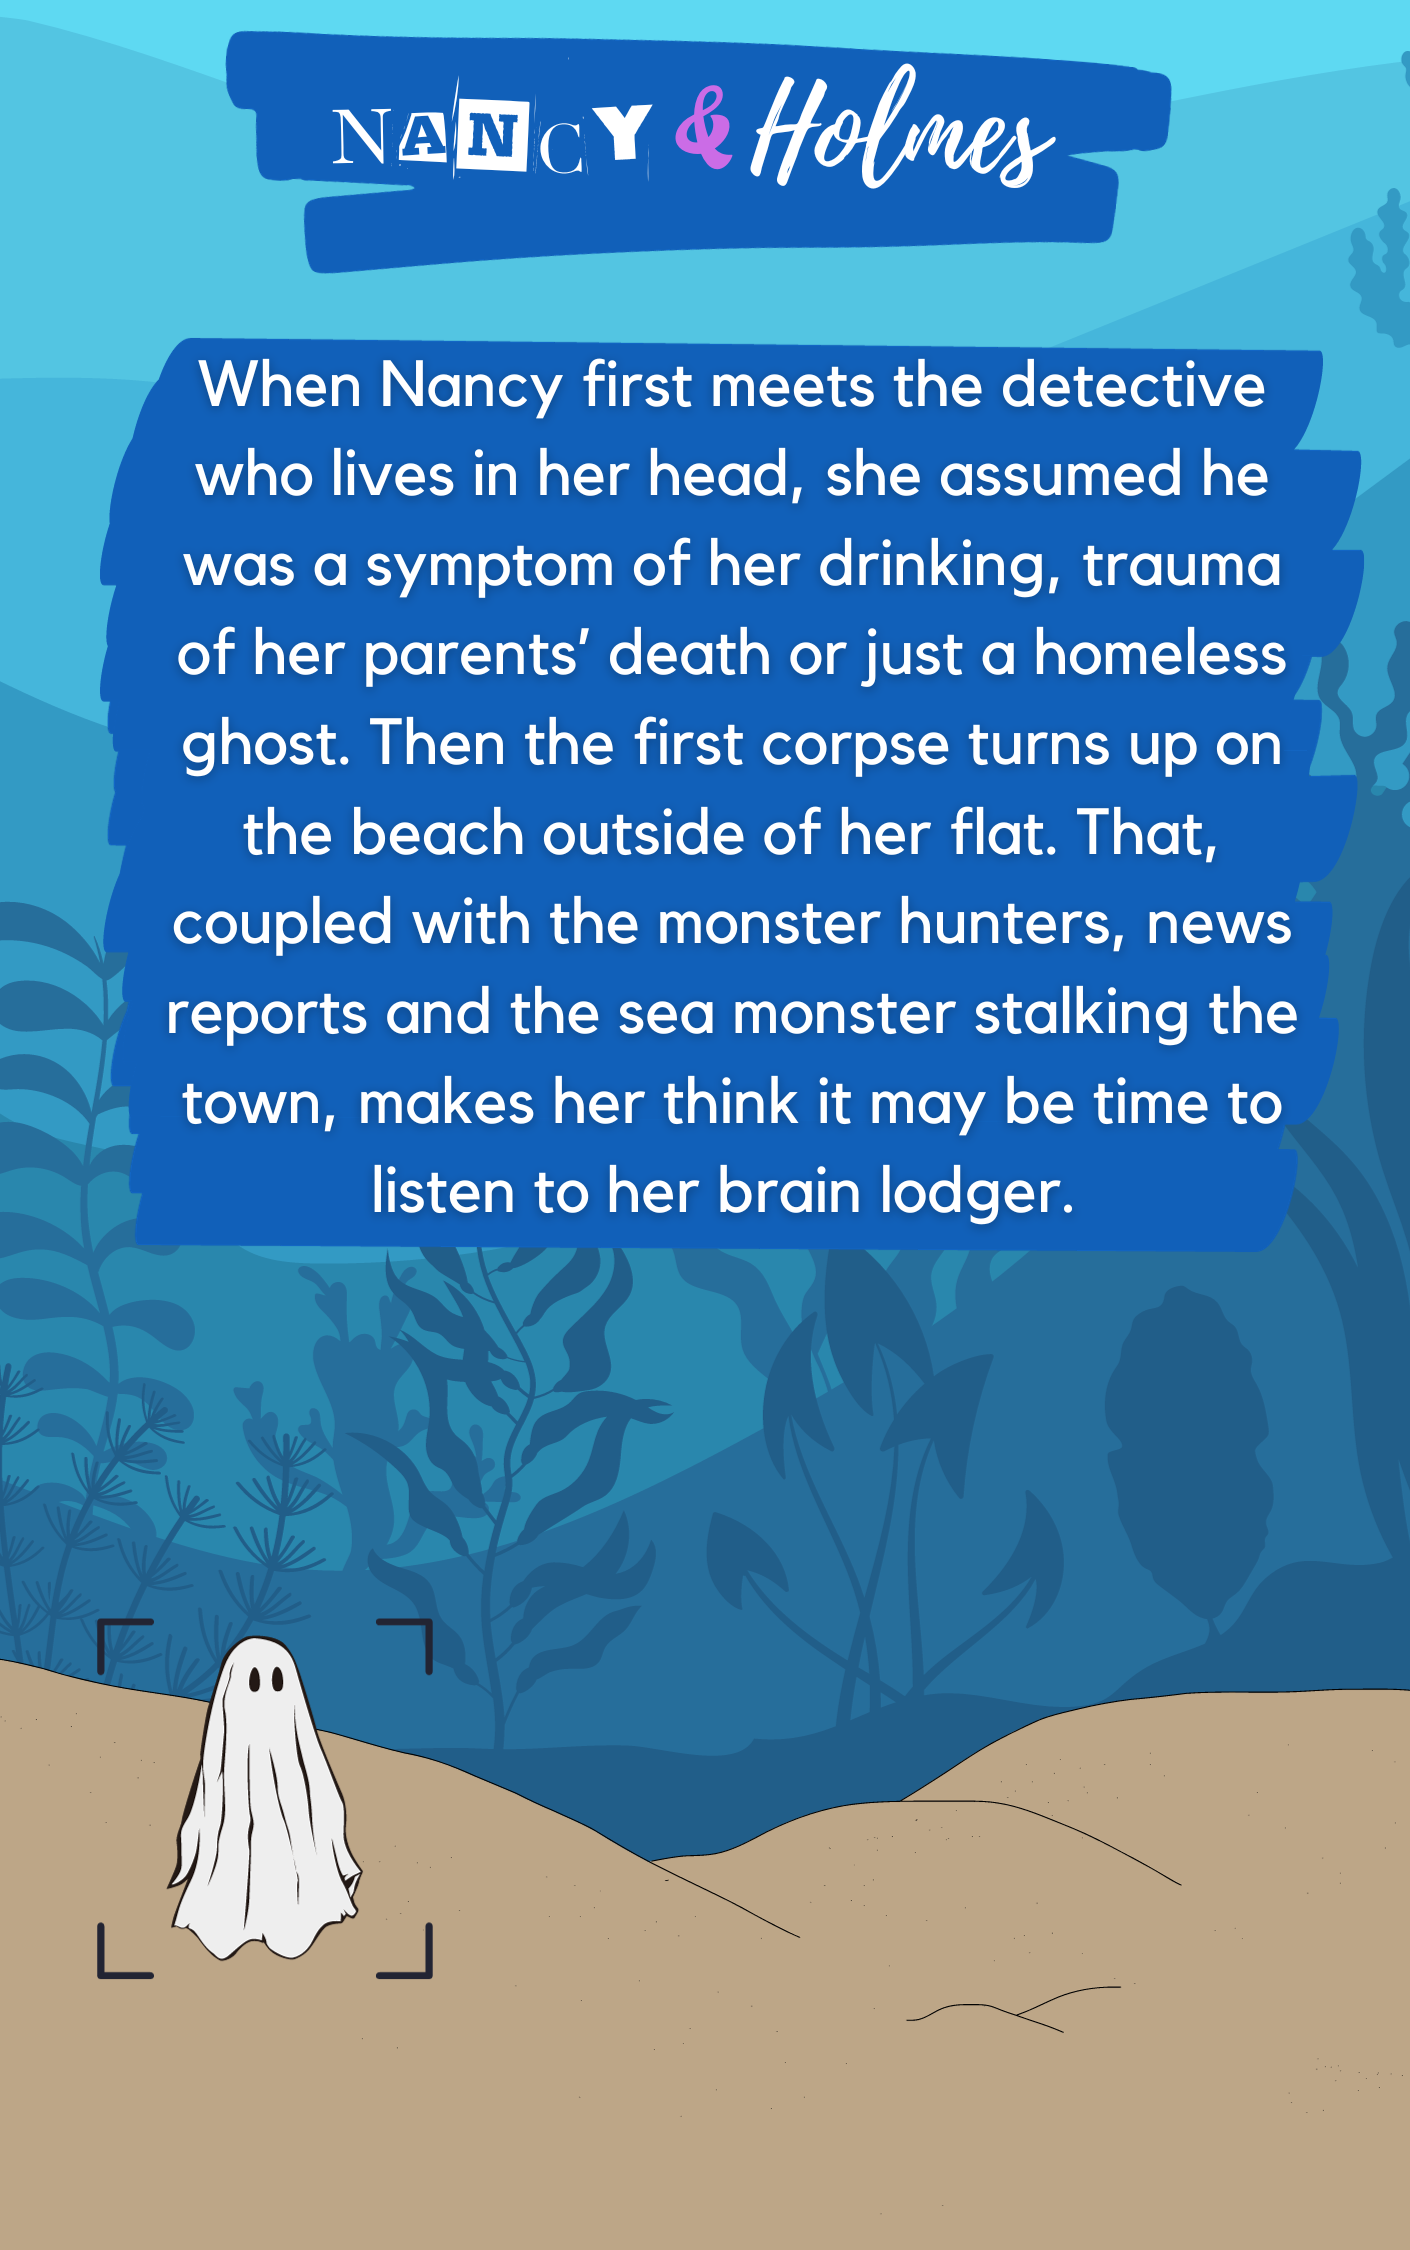 NANCY & Holmes
When Nancy first meets the detective
who lives in her head, she assumed he
was a symptom of her drinking, trauma
of her parents’ death or just a homeless
ghost. Then the first corpse turns up on
the beach outside of her flat. That,
coupled with the monster hunters, news
reports and the sea monster stalking the
town, makes her think it may be time to
listen to her brain lodger.